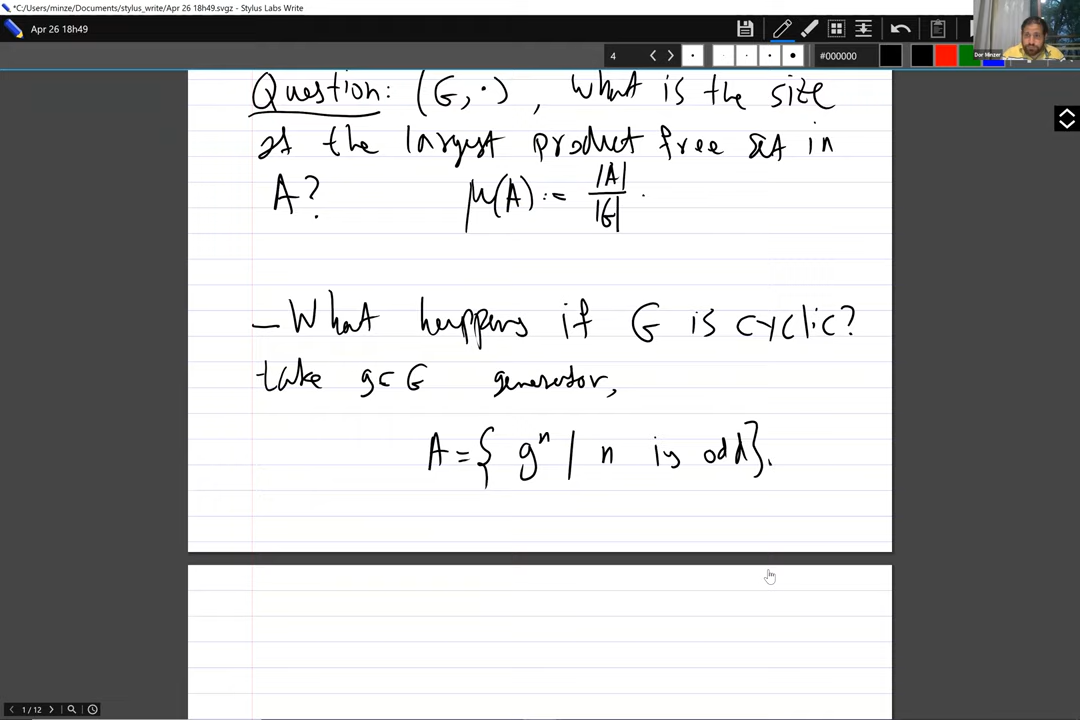 *C:/Users/minze/Documents/stylus_write/Apr 26 18h49.svgz - Stylus Labs Write
Apr 26 18h49
4
#000000
Dor Minzer
Question: (G, ·), What is the size
of the largest product free set in
A? μ(A) := |A|/|G|.
- What happens if G is cyclic?
take g∈G generator,
A = { g^n | n is odd}.
1 / 12